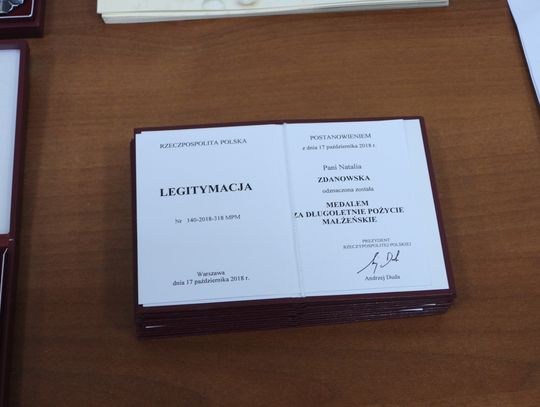 RZECZPOSPOLITA POLSKA
LEGITYMACJA
Nr 140-2018-318 MPM
Warszawa
dnia 17 października 2018 r.
POSTANOWIENIEM
z dnia 17 października 2018 r.
Pani Natalia
ZDANOWSKA
odznaczona została
MEDALEM
ZA DŁUGOLETNIE POŻYCIE
MAŁŻEŃSKIE
PREZYDENT
RZECZYPOSPOLITEJ POLSKIEJ
Andrzej Duda